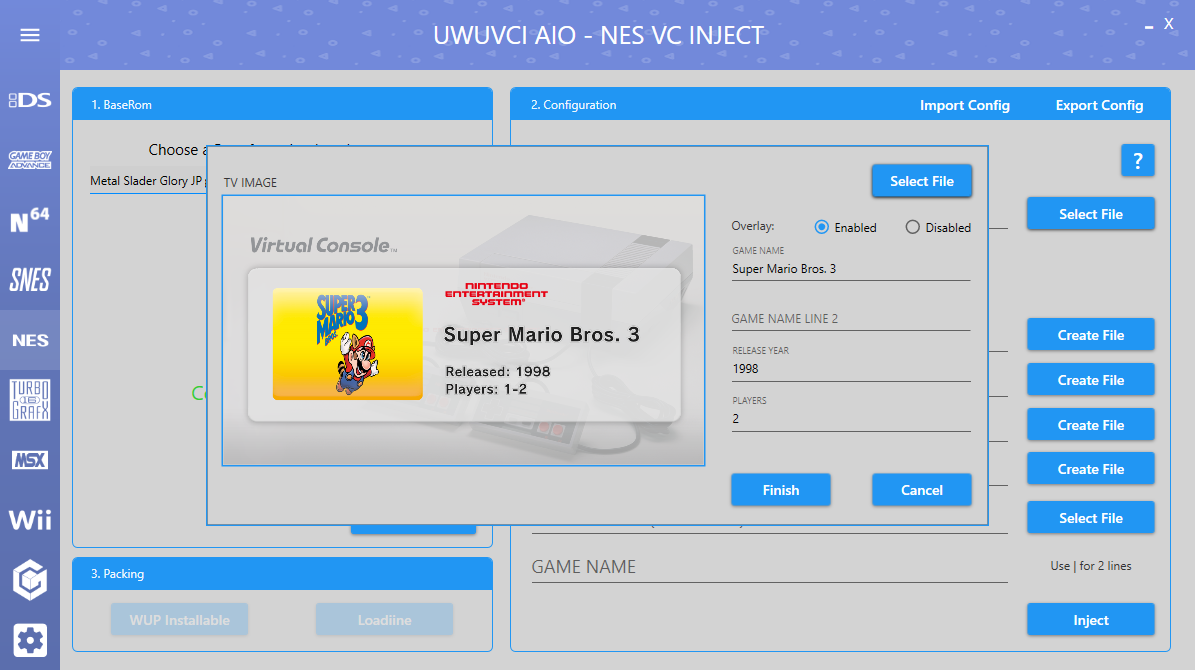 UWUVCI AIO - NES VC INJECT
X
DS
GAME BOY
ADVANCE
N64
SNES
NES
TURBO
16
GRAFX
MSX
Wii
1. BaseRom
Choose a
Metal Slader Glory JP
3. Packing
WUP Installable
Loadiine
2. Configuration
Import Config
Export Config
?
Select File
Create File
Create File
Create File
Create File
Select File
GAME NAME
Use | for 2 lines
Inject
TV IMAGE
Select File
Virtual Console™
SUPER
MARIO
BROS. 3
NINTENDO
ENTERTAINMENT
SYSTEM®
Super Mario Bros. 3
Released: 1998
Players: 1-2
Overlay:
Enabled
Disabled
GAME NAME
Super Mario Bros. 3
GAME NAME LINE 2
RELEASE YEAR
1998
PLAYERS
2
Finish
Cancel